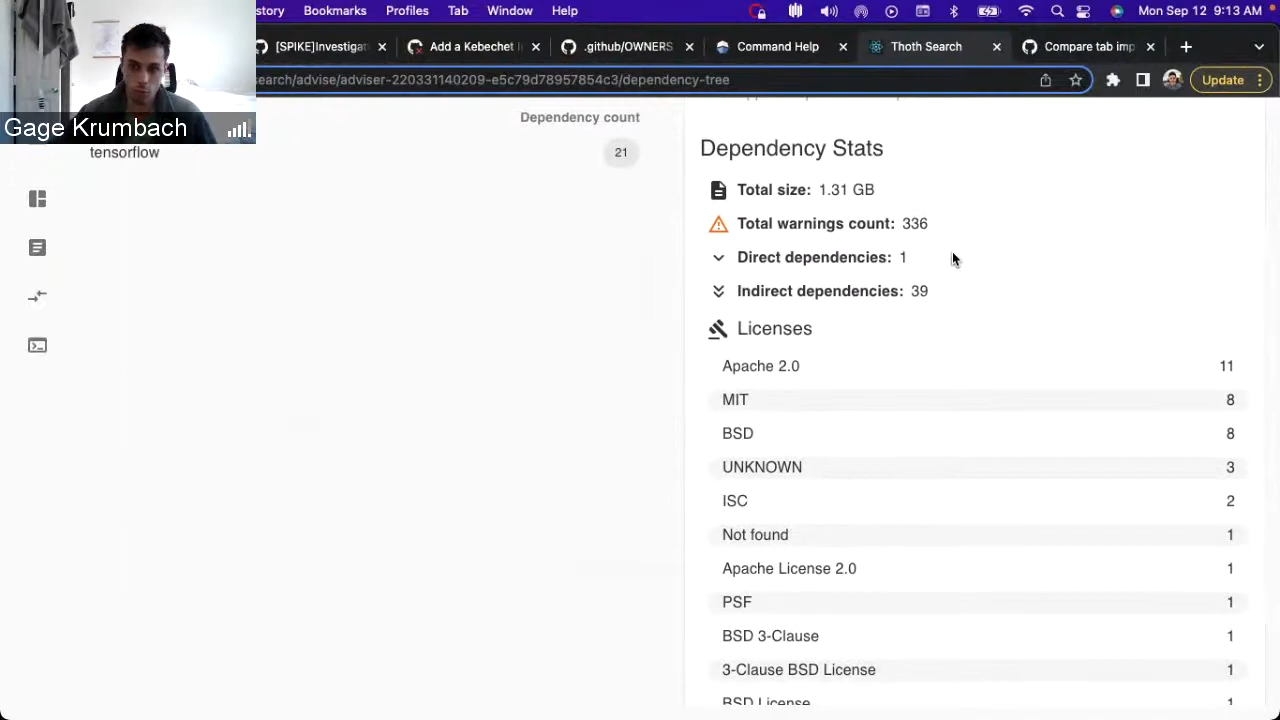 story Bookmarks Profiles Tab Window Help Mon Sep 12 9:13 AM
[SPIKE]Investigat Add a Kebechet I .github/OWNERS Command Help Thoth Search Compare tab imp
search/advise/adviser-220331140209-e5c79d78957854c3/dependency-tree Update
Gage Krumbach
Dependency count
tensorflow 21
Dependency Stats
Total size: 1.31 GB
Total warnings count: 336
Direct dependencies: 1
Indirect dependencies: 39
Licenses
Apache 2.0 11
MIT 8
BSD 8
UNKNOWN 3
ISC 2
Not found 1
Apache License 2.0 1
PSF 1
BSD 3-Clause 1
3-Clause BSD License 1
BSD License 1